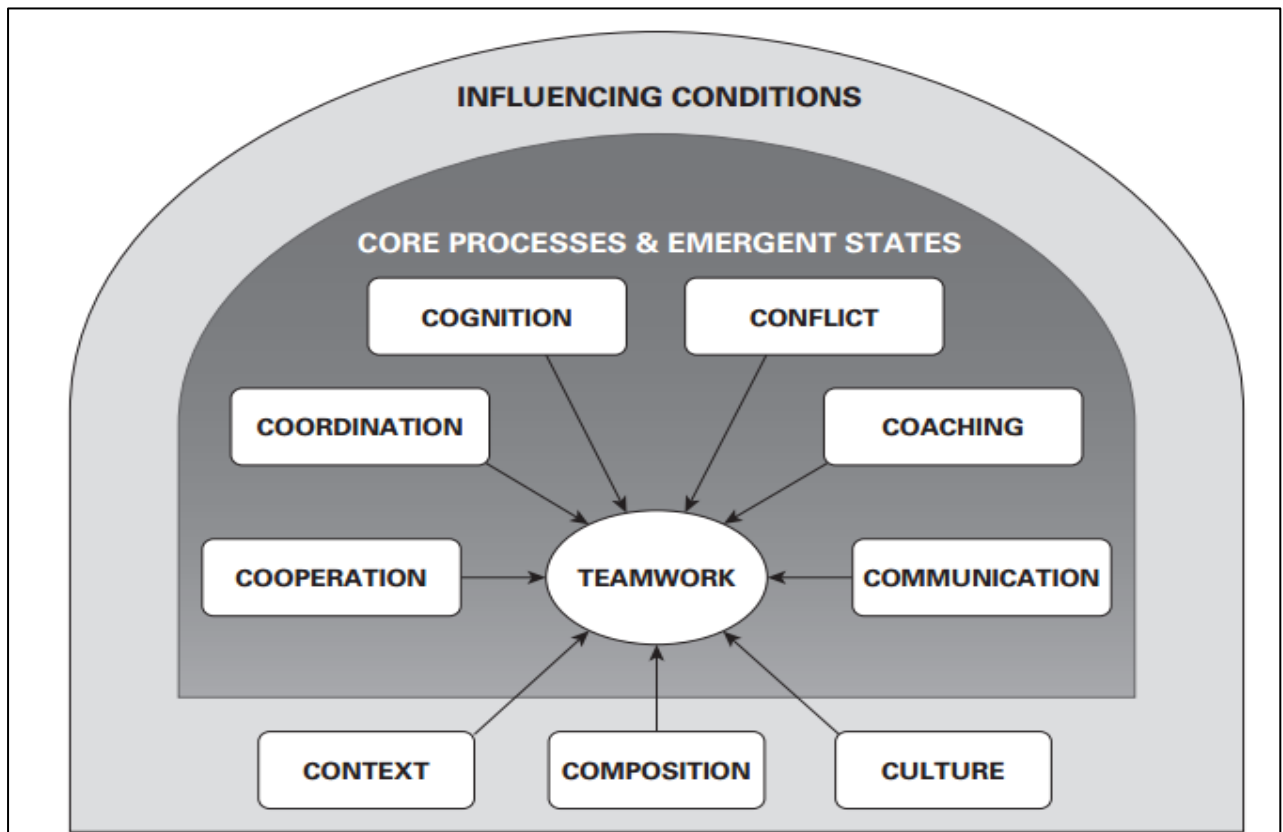 INFLUENCING CONDITIONS
CORE PROCESSES & EMERGENT STATES
COGNITION
CONFLICT
COORDINATION
COACHING
COOPERATION
TEAMWORK
COMMUNICATION
CONTEXT
COMPOSITION
CULTURE